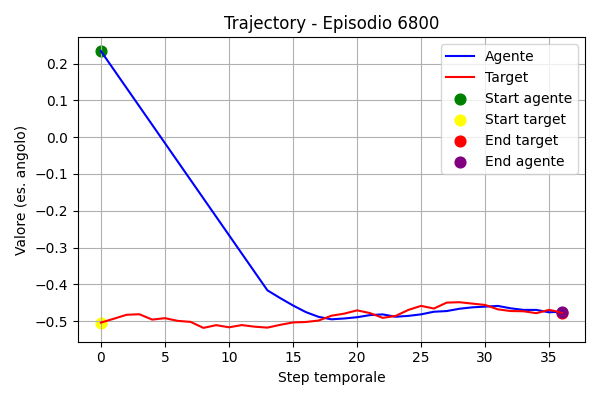 Trajectory - Episodio 6800
Valore (es. angolo)
0.2
0.1
0.0
−0.1
−0.2
−0.3
−0.4
−0.5
Agente
Target
Start agente
Start target
End target
End agente
0 5 10 15 20 25 30 35
Step temporale